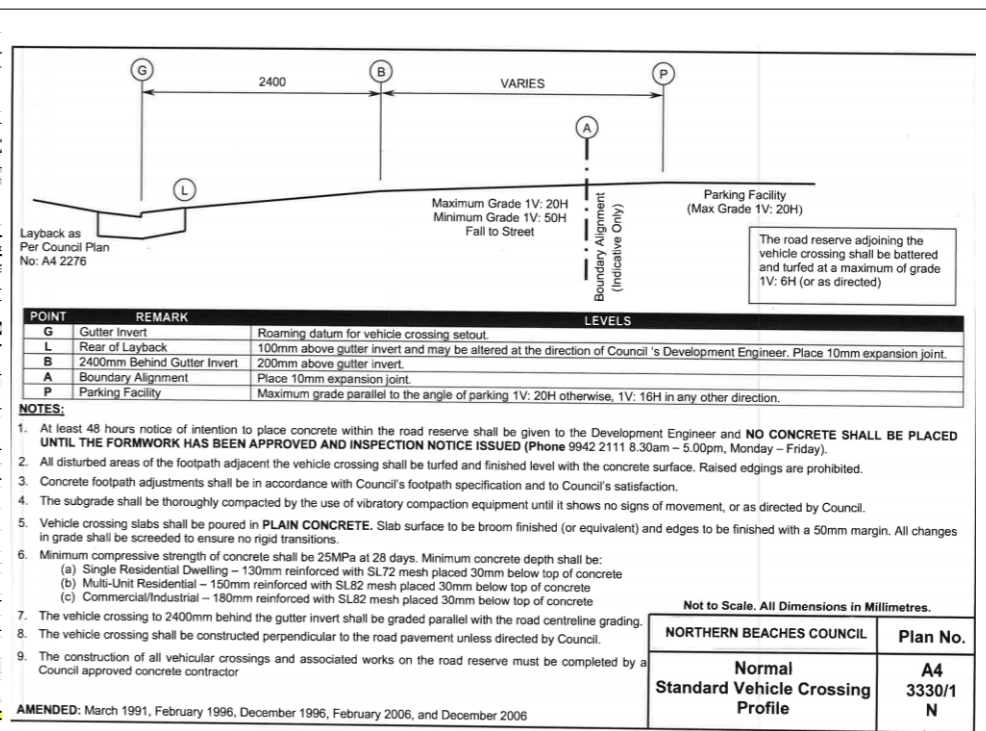 G
2400
B
VARIES
P
A
L
Maximum Grade 1V: 20H
Minimum Grade 1V: 50H
Fall to Street
Boundary Alignment
(Indicative Only)
Parking Facility
(Max Grade 1V: 20H)
Layback as
Per Council Plan
No: A4 2276
The road reserve adjoining the
vehicle crossing shall be battered
and turfed at a maximum of grade
1V: 6H (or as directed)
POINT REMARK LEVELS
G Gutter Invert Roaming datum for vehicle crossing setout.
L Rear of Layback 100mm above gutter invert and may be altered at the direction of Council 's Development Engineer. Place 10mm expansion joint.
B 2400mm Behind Gutter Invert 200mm above gutter invert.
A Boundary Alignment Place 10mm expansion joint.
P Parking Facility Maximum grade parallel to the angle of parking 1V: 20H otherwise, 1V: 16H in any other direction.
NOTES:
1. At least 48 hours notice of intention to place concrete within the road reserve shall be given to the Development Engineer and NO CONCRETE SHALL BE PLACED
UNTIL THE FORMWORK HAS BEEN APPROVED AND INSPECTION NOTICE ISSUED (Phone 9942 2111 8.30am – 5.00pm, Monday – Friday).
2. All disturbed areas of the footpath adjacent the vehicle crossing shall be turfed and finished level with the concrete surface. Raised edgings are prohibited.
3. Concrete footpath adjustments shall be in accordance with Council's footpath specification and to Council's satisfaction.
4. The subgrade shall be thoroughly compacted by the use of vibratory compaction equipment until it shows no signs of movement, or as directed by Council.
5. Vehicle crossing slabs shall be poured in PLAIN CONCRETE. Slab surface to be broom finished (or equivalent) and edges to be finished with a 50mm margin. All changes
in grade shall be screeded to ensure no rigid transitions.
6. Minimum compressive strength of concrete shall be 25MPa at 28 days. Minimum concrete depth shall be:
(a) Single Residential Dwelling – 130mm reinforced with SL72 mesh placed 30mm below top of concrete
(b) Multi-Unit Residential – 150mm reinforced with SL82 mesh placed 30mm below top of concrete
(c) Commercial/Industrial – 180mm reinforced with SL82 mesh placed 30mm below top of concrete
7. The vehicle crossing to 2400mm behind the gutter invert shall be graded parallel with the road centreline grading.
8. The vehicle crossing shall be constructed perpendicular to the road pavement unless directed by Council.
9. The construction of all vehicular crossings and associated works on the road reserve must be completed by a
Council approved concrete contractor
AMENDED: March 1991, February 1996, December 1996, February 2006, and December 2006
Not to Scale. All Dimensions in Millimetres.
NORTHERN BEACHES COUNCIL
Plan No.
Normal
Standard Vehicle Crossing
Profile
A4
3330/1
N